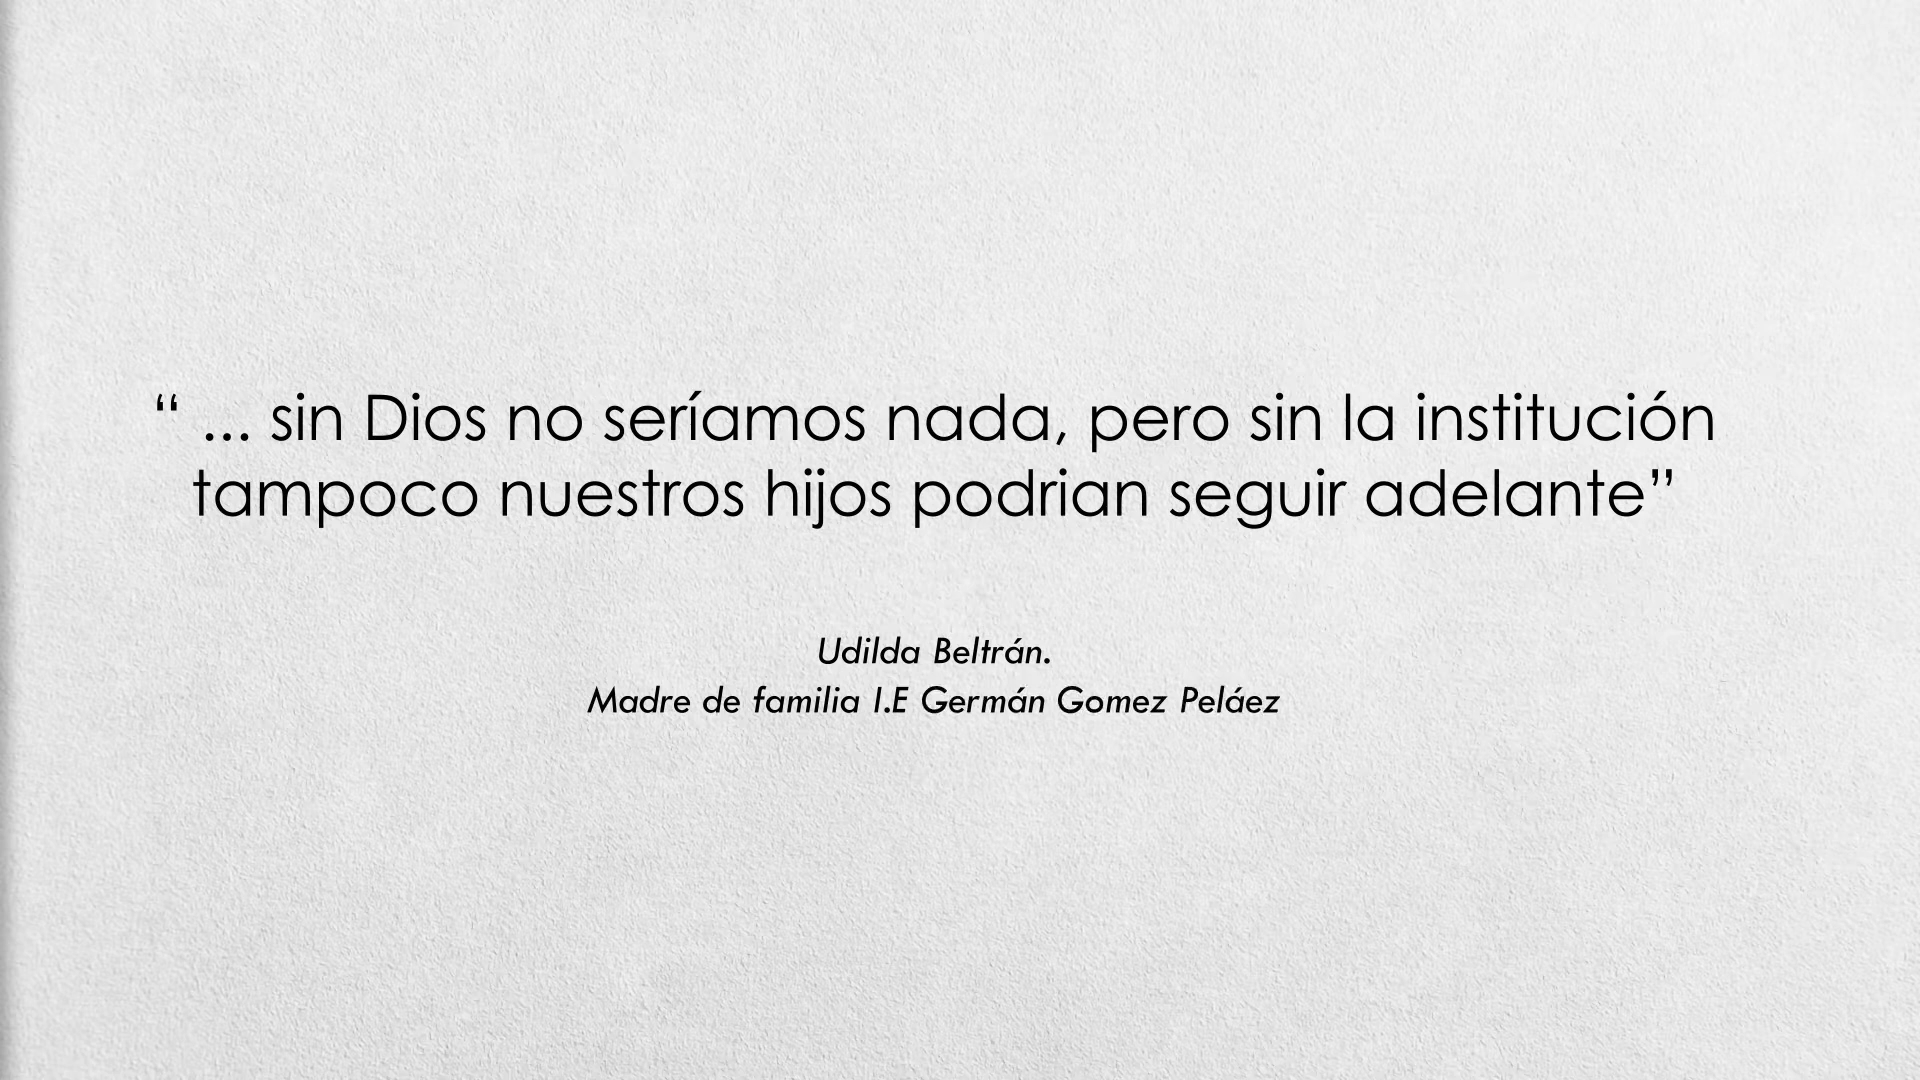 “ ... sin Dios no seríamos nada, pero sin la institución
tampoco nuestros hijos podrian seguir adelante”
Udilda Beltrán.
Madre de familia I.E Germán Gomez Peláez